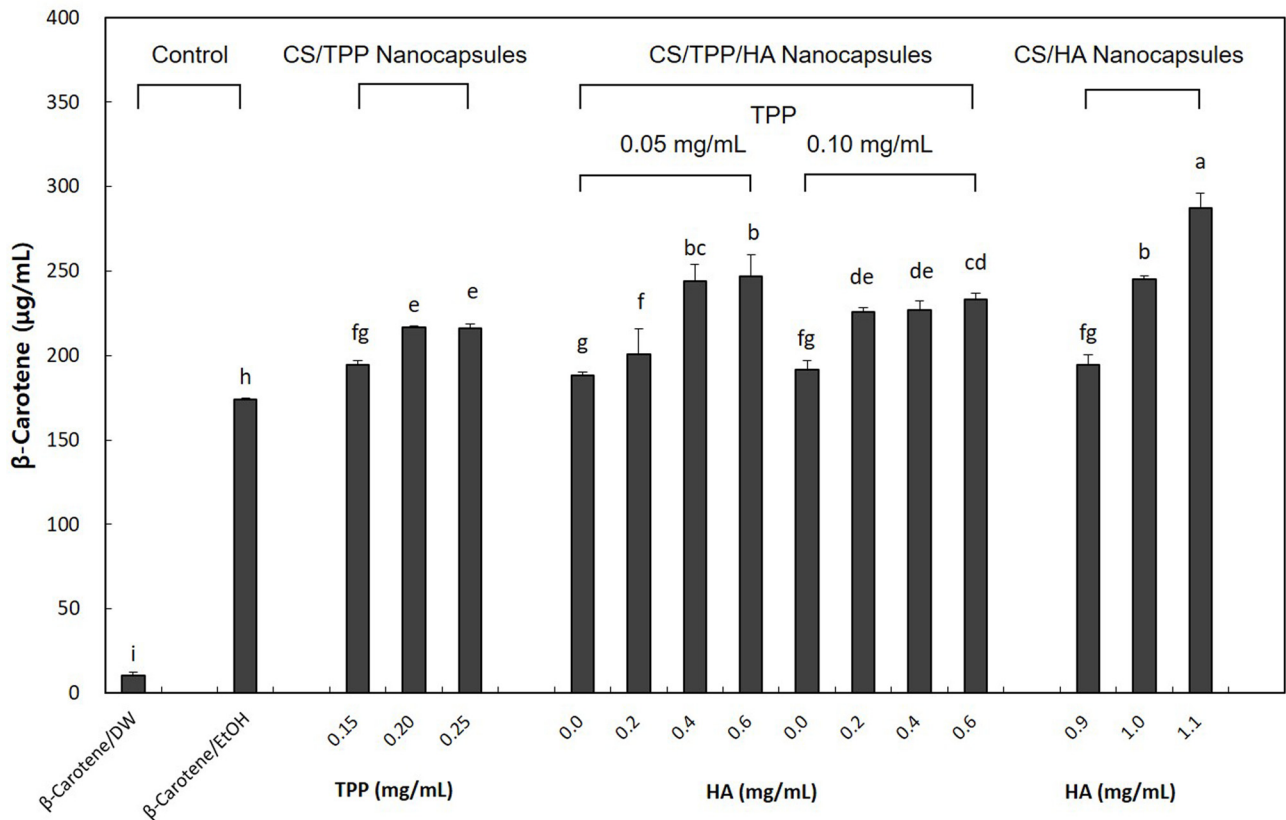 400
350
300
250
200
150
100
50
0
β-Carotene (μg/mL)
Control
CS/TPP Nanocapsules
CS/TPP/HA Nanocapsules
CS/HA Nanocapsules
TPP
0.05 mg/mL
0.10 mg/mL
i
h
fg
e
e
g
f
bc
b
fg
de
de
cd
fg
b
a
β-Carotene/DW
β-Carotene/EtOH
0.15
0.20
0.25
0.0
0.2
0.4
0.6
0.0
0.2
0.4
0.6
0.9
1.0
1.1
TPP (mg/mL)
HA (mg/mL)
HA (mg/mL)